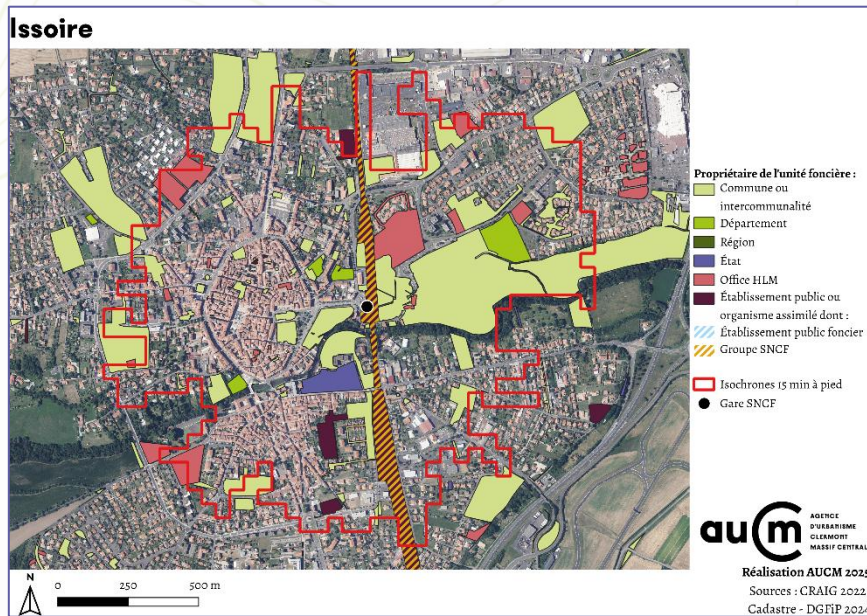 Issoire
Propriétaire de l'unité foncière :
Commune ou
intercommunalité
Département
Région
État
Office HLM
Établissement public ou
organisme assimilé dont :
Établissement public foncier
Groupe SNCF
Isochrones 15 min à pied
Gare SNCF
auCm
AGENCE
D'URBANISME
CLERMONT
MASSIF CENTRAL
Réalisation AUCM 2025
Sources : CRAIG 2022,
Cadastre - DGFiP 2024
N
0 250 500 m